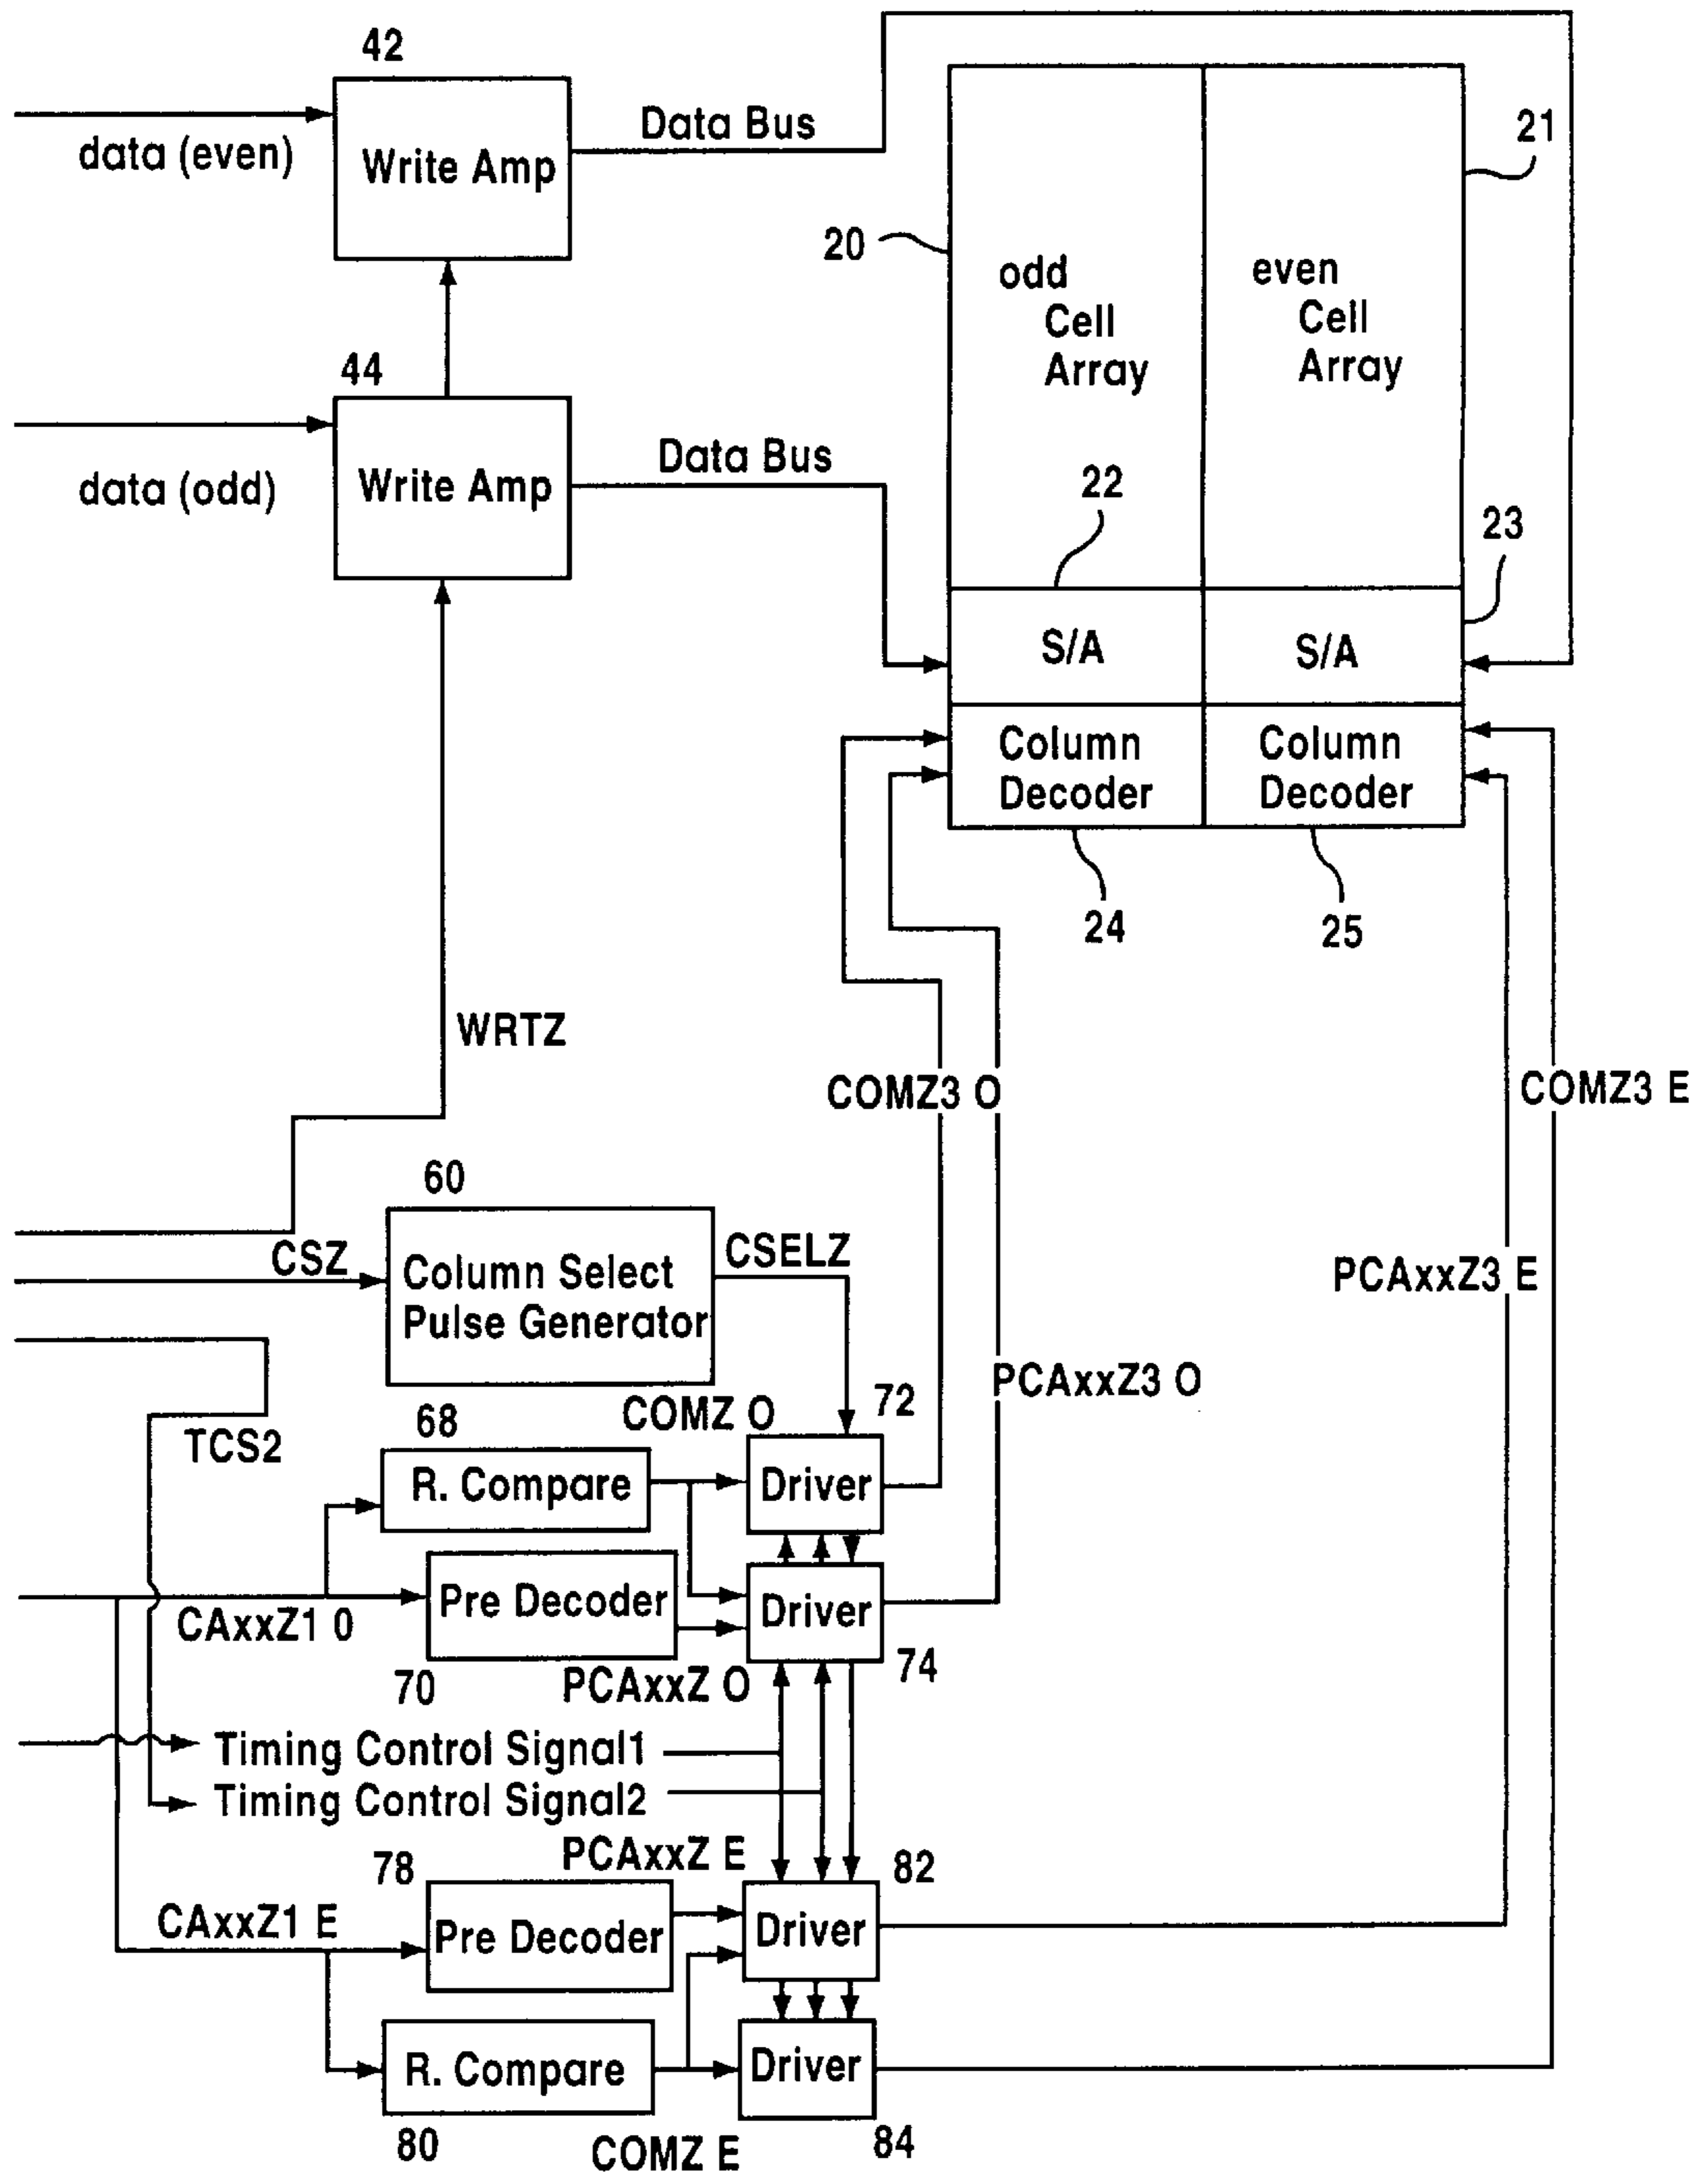 42
data (even)
Write Amp
Data Bus
21
20
odd
Cell
Array
even
Cell
Array
44
data (odd)
Write Amp
Data Bus
22
23
S/A
S/A
Column
Decoder
Column
Decoder
24
25
WRTZ
COMZ3 O
COMZ3 E
60
CSZ
Column Select
Pulse Generator
CSELZ
PCAxxZ3 E
PCAxxZ3 O
TCS2
68
COMZ O
72
R. Compare
Driver
CAxxZ1 0
Pre Decoder
Driver
70
PCAxxZ O
74
Timing Control Signal1
Timing Control Signal2
78
PCAxxZ E
82
CAxxZ1 E
Pre Decoder
Driver
R. Compare
Driver
80
COMZ E
84